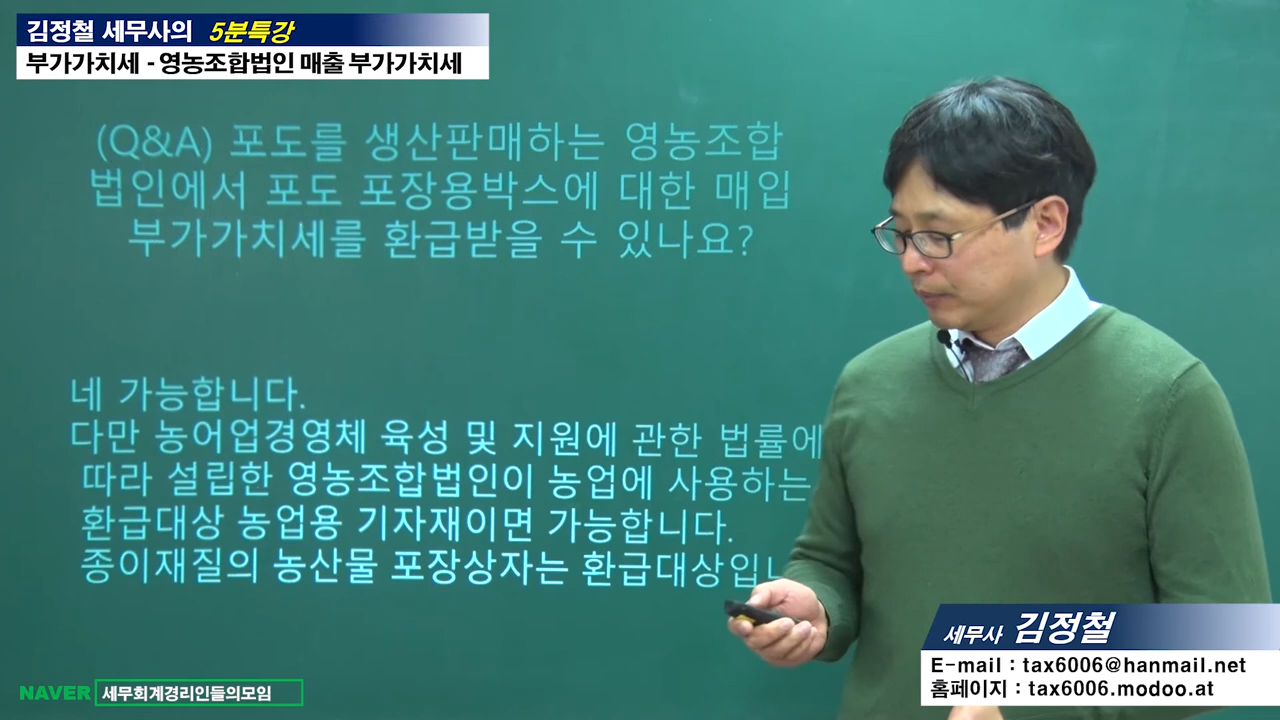 김정철 세무사의 5분특강
부가가치세 - 영농조합법인 매출 부가가치세
(Q&A) 포도를 생산판매하는 영농조합
법인에서 포도 포장용박스에 대한 매입
부가가치세를 환급받을 수 있나요?
네 가능합니다.
다만 농어업경영체 육성 및 지원에 관한 법률에
따라 설립한 영농조합법인이 농업에 사용하는
환급대상 농업용 기자재이면 가능합니다.
종이재질의 농산물 포장상자는
세무사 김정철
E-mail : tax6006@hanmail.net
홈페이지 : tax6006.modoo.at
NAVER 세무회계경리인들의모임